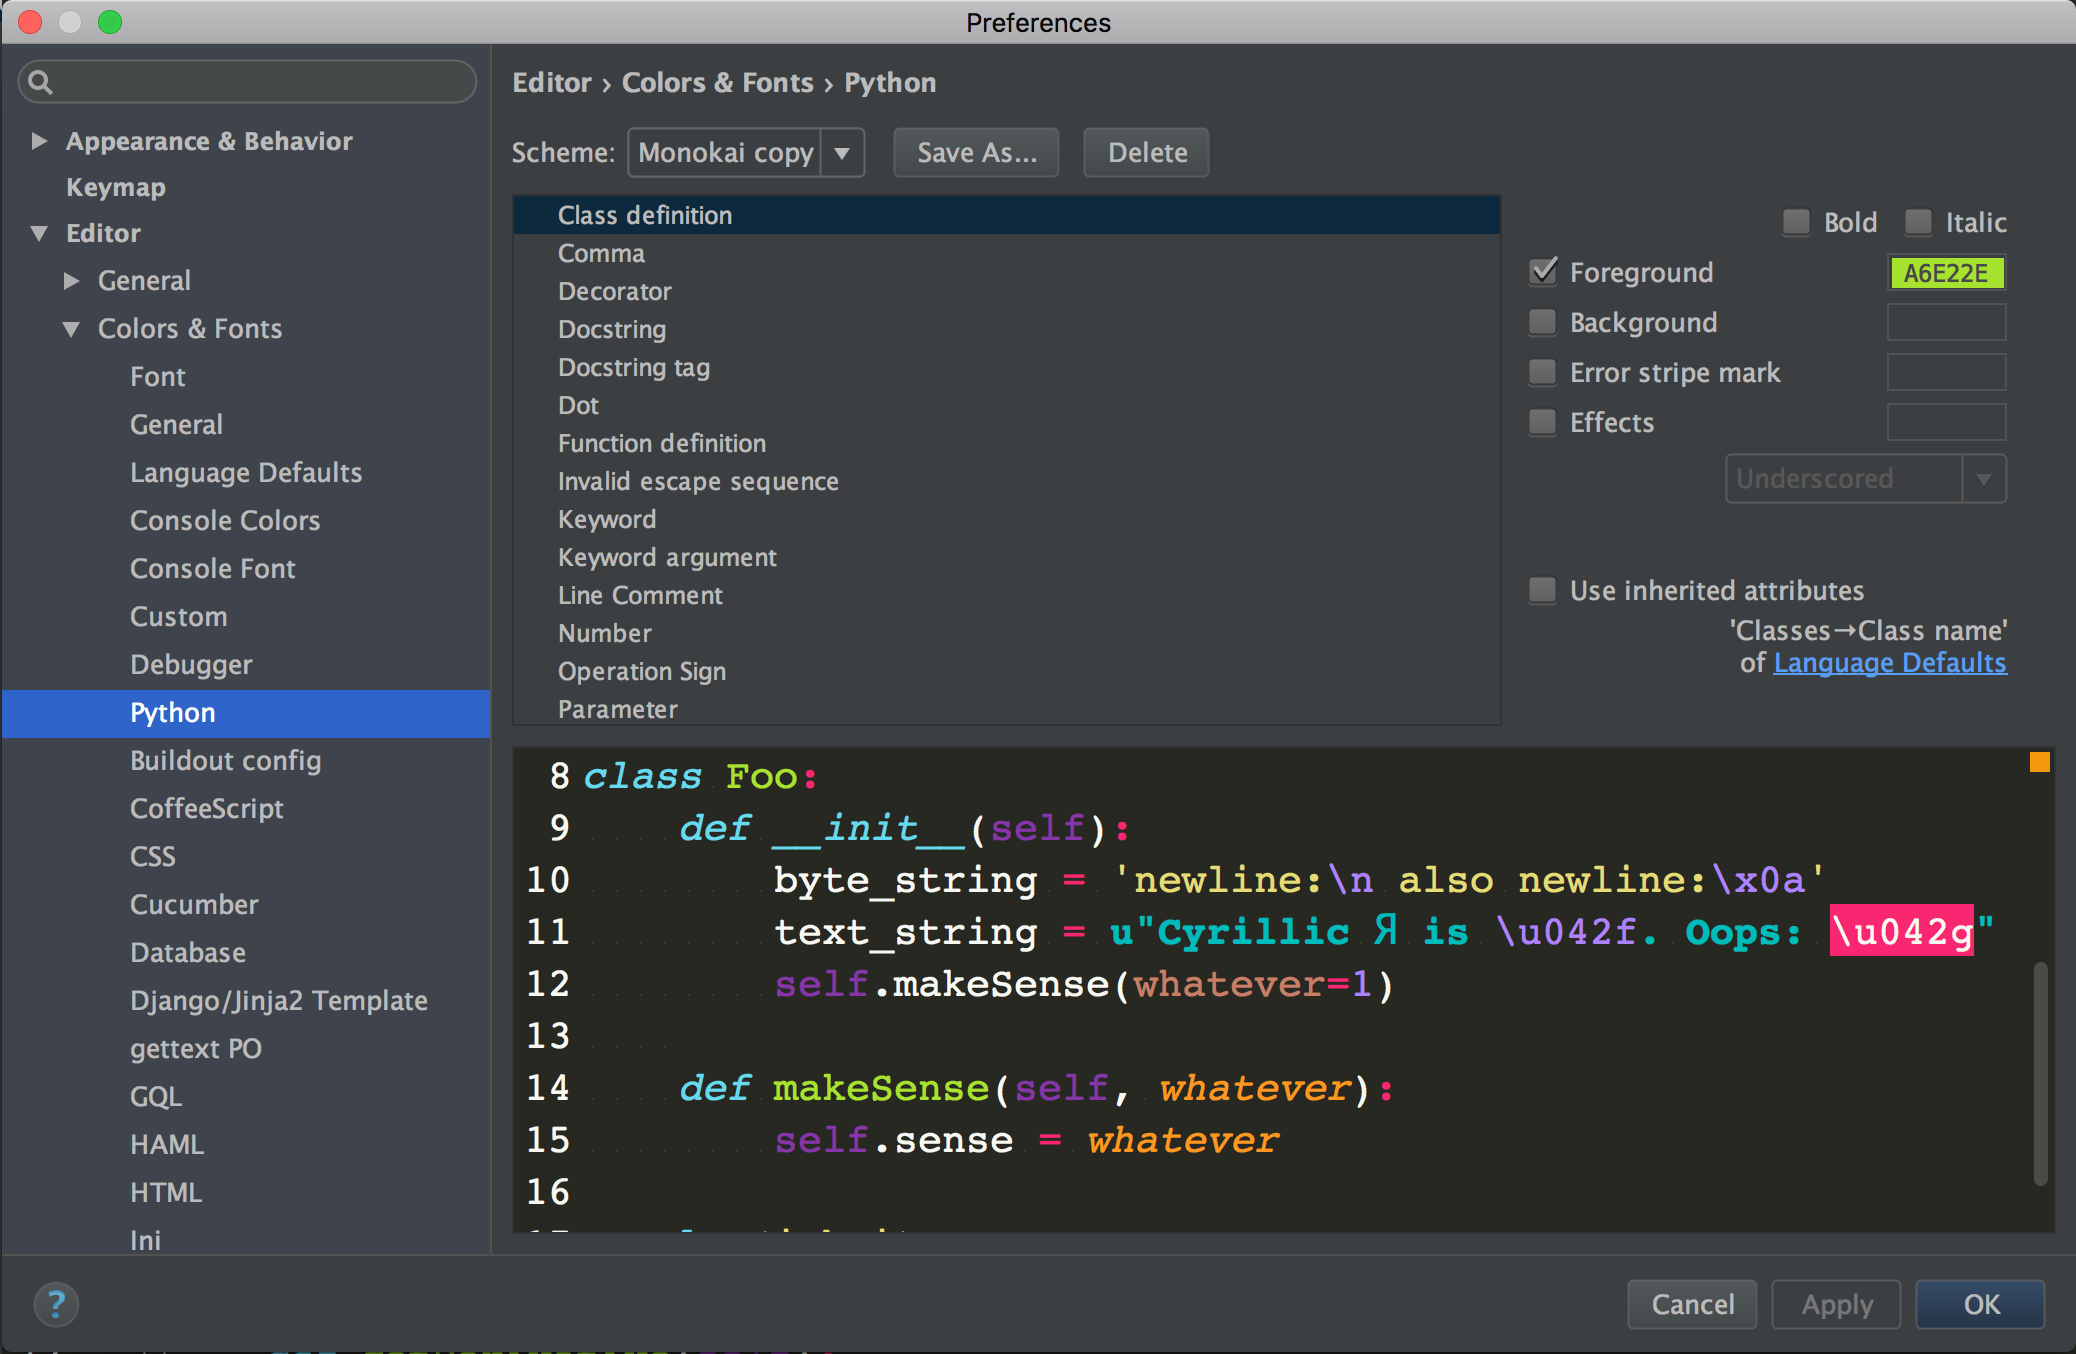 Preferences
Appearance & Behavior
Keymap
Editor
General
Colors & Fonts
Font
General
Language Defaults
Console Colors
Console Font
Custom
Debugger
Python
Buildout config
CoffeeScript
CSS
Cucumber
Database
Django/Jinja2 Template
gettext PO
GQL
HAML
HTML
Ini
Editor › Colors & Fonts › Python
Scheme: Monokai copy Save As... Delete
Class definition
Comma
Decorator
Docstring
Docstring tag
Dot
Function definition
Invalid escape sequence
Keyword
Keyword argument
Line Comment
Number
Operation Sign
Parameter
Bold Italic
Foreground A6E22E
Background
Error stripe mark
Effects
Underscored
Use inherited attributes
'Classes→Class name'
of Language Defaults
8 class Foo:
9     def __init__(self):
10         byte_string = 'newline:\n also newline:\x0a'
11         text_string = u"Cyrillic Я is \u042f. Oops: \u042g"
12         self.makeSense(whatever=1)
13
14     def makeSense(self, whatever):
15         self.sense = whatever
16
? Cancel Apply OK